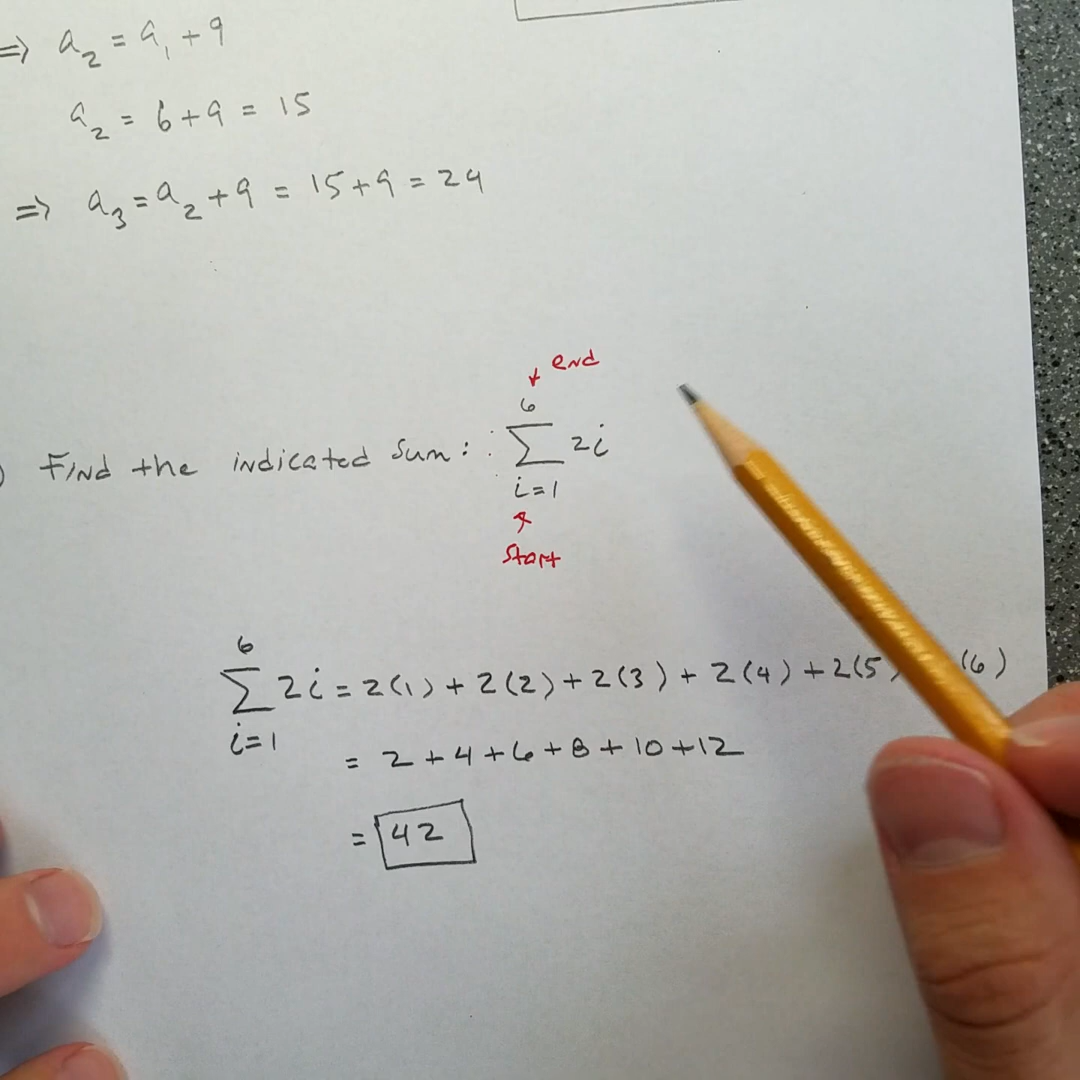 ⇒ a₂ = a₁ + 9
a₂ = 6 + 9 = 15
⇒ a₃ = a₂ + 9 = 15 + 9 = 24
end
6
) Find the indicated sum: Σ 2i
i=1
start
6
Σ 2i = 2(1) + 2(2) + 2(3) + 2(4) + 2(5) (6)
i=1
= 2 + 4 + 6 + 8 + 10 + 12
= 42